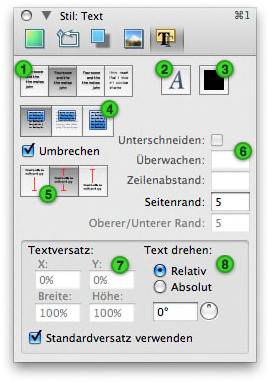 Stil: Text
⌘1
1
2
3
A
4
Umbrechen
Unterschneiden:
6
Überwachen:
Zeilenabstand:
5
Seitenrand: 5
Oberer/Unterer Rand: 5
Textversatz:
Text drehen:
X:
Y:
7
8
0%
0%
Relativ
Absolut
Breite:
Höhe:
100%
100%
0°
Standardversatz verwenden